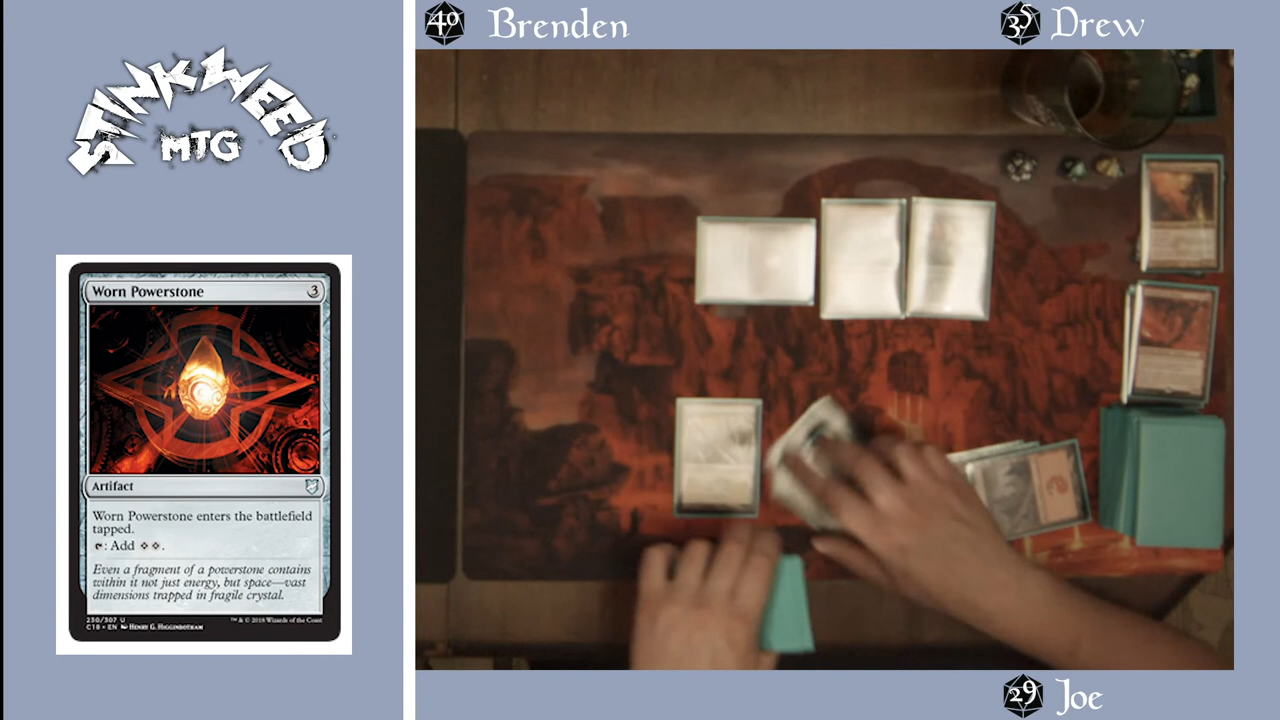 40 Brenden
35 Drew
STINKWEED
MTG
Worn Powerstone 3
Artifact
Worn Powerstone enters the battlefield
tapped.
: Add
Even a fragment of a powerstone contains
within it not just energy, but space—vast
dimensions trapped in fragile crystal.
230/307 U
C18 • EN HENRY G. HIGGINBOTHAM
™ & © 2018 Wizards of the Coast
29 Joe